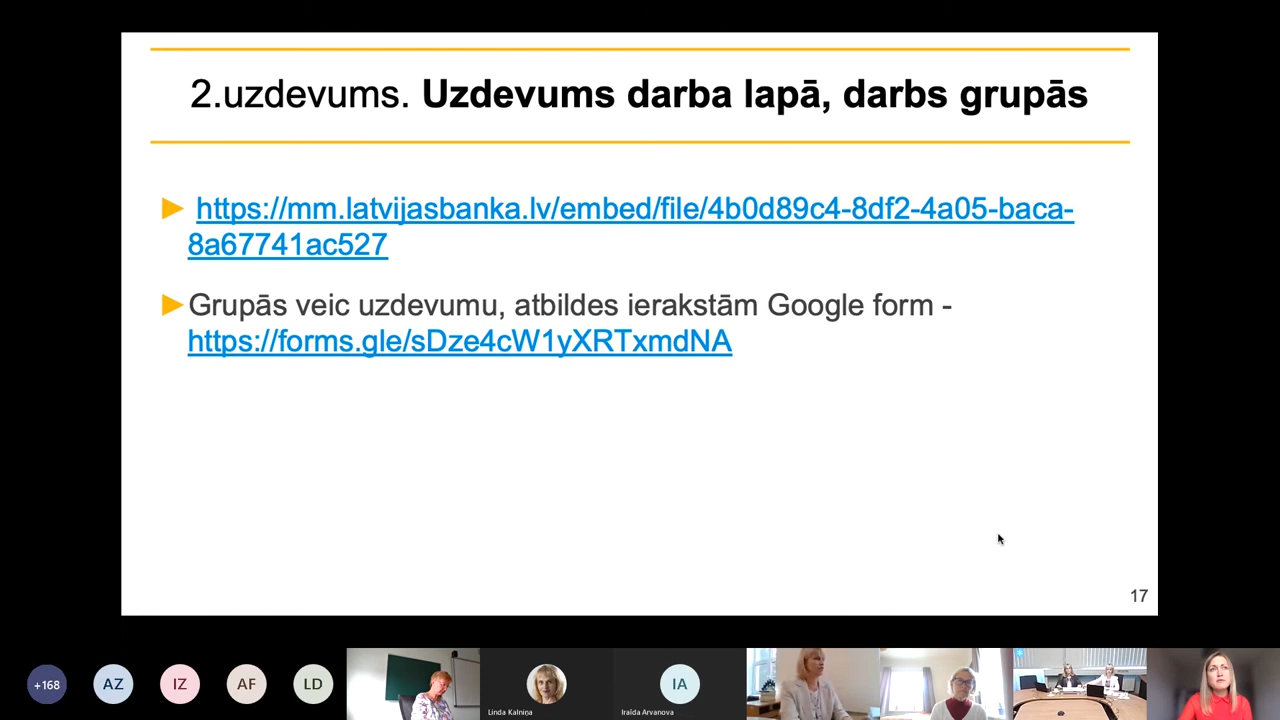 2.uzdevums. Uzdevums darba lapā, darbs grupās
► https://mm.latvijasbanka.lv/embed/file/4b0d89c4-8df2-4a05-baca-
8a67741ac527
►Grupās veic uzdevumu, atbildes ierakstām Google form -
https://forms.gle/sDze4cW1yXRTxmdNA
17
+168
AZ
IZ
AF
LD
Linda Kalniņa
IA
Iraīda Arvanova